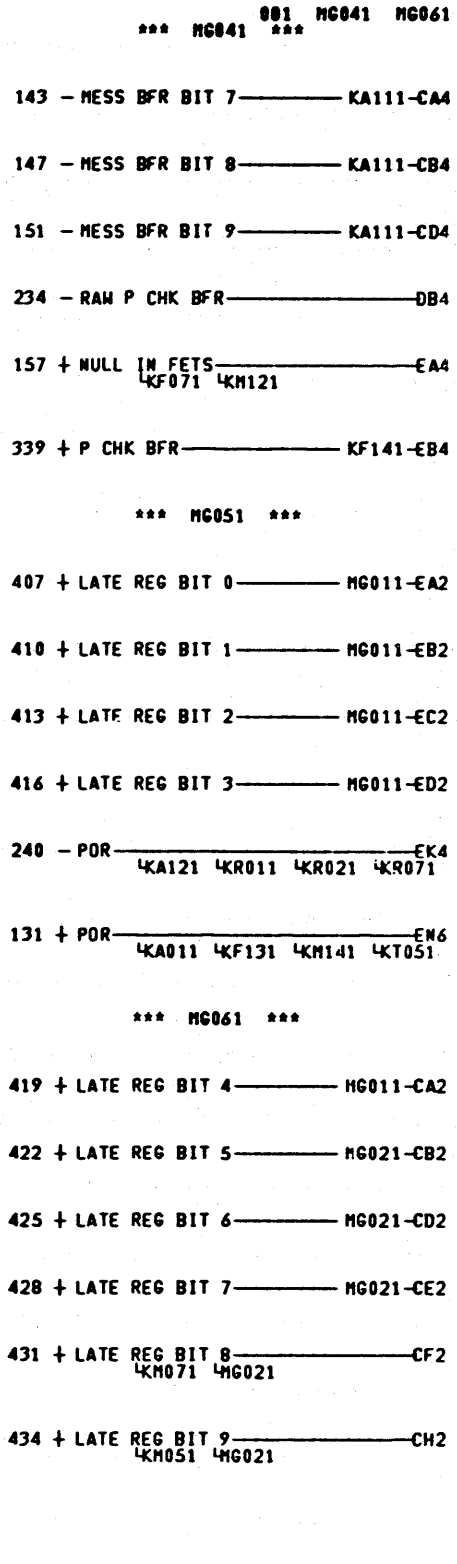 001 MG041 MG061
*** MG041 ***
143 - MESS BFR BIT 7 KA111-CA4
147 - MESS BFR BIT 8 KA111-CB4
151 - MESS BFR BIT 9 KA111-CD4
234 - RAW P CHK BFR DB4
157 + NULL IN FETS EA4
KF071 KM121
339 + P CHK BFR KF141-EB4
*** MG051 ***
407 + LATE REG BIT 0 MG011-EA2
410 + LATE REG BIT 1 MG011-EB2
413 + LATE REG BIT 2 MG011-EC2
416 + LATE REG BIT 3 MG011-ED2
240 - POR EK4
KA121 KR011 KR021 KR071
131 + POR EN6
KA011 KF131 KM141 KT051
*** MG061 ***
419 + LATE REG BIT 4 MG011-CA2
422 + LATE REG BIT 5 MG021-CB2
425 + LATE REG BIT 6 MG021-CD2
428 + LATE REG BIT 7 MG021-CE2
431 + LATE REG BIT 8 CF2
KM071 MG021
434 + LATE REG BIT 9 CH2
KM051 MG021